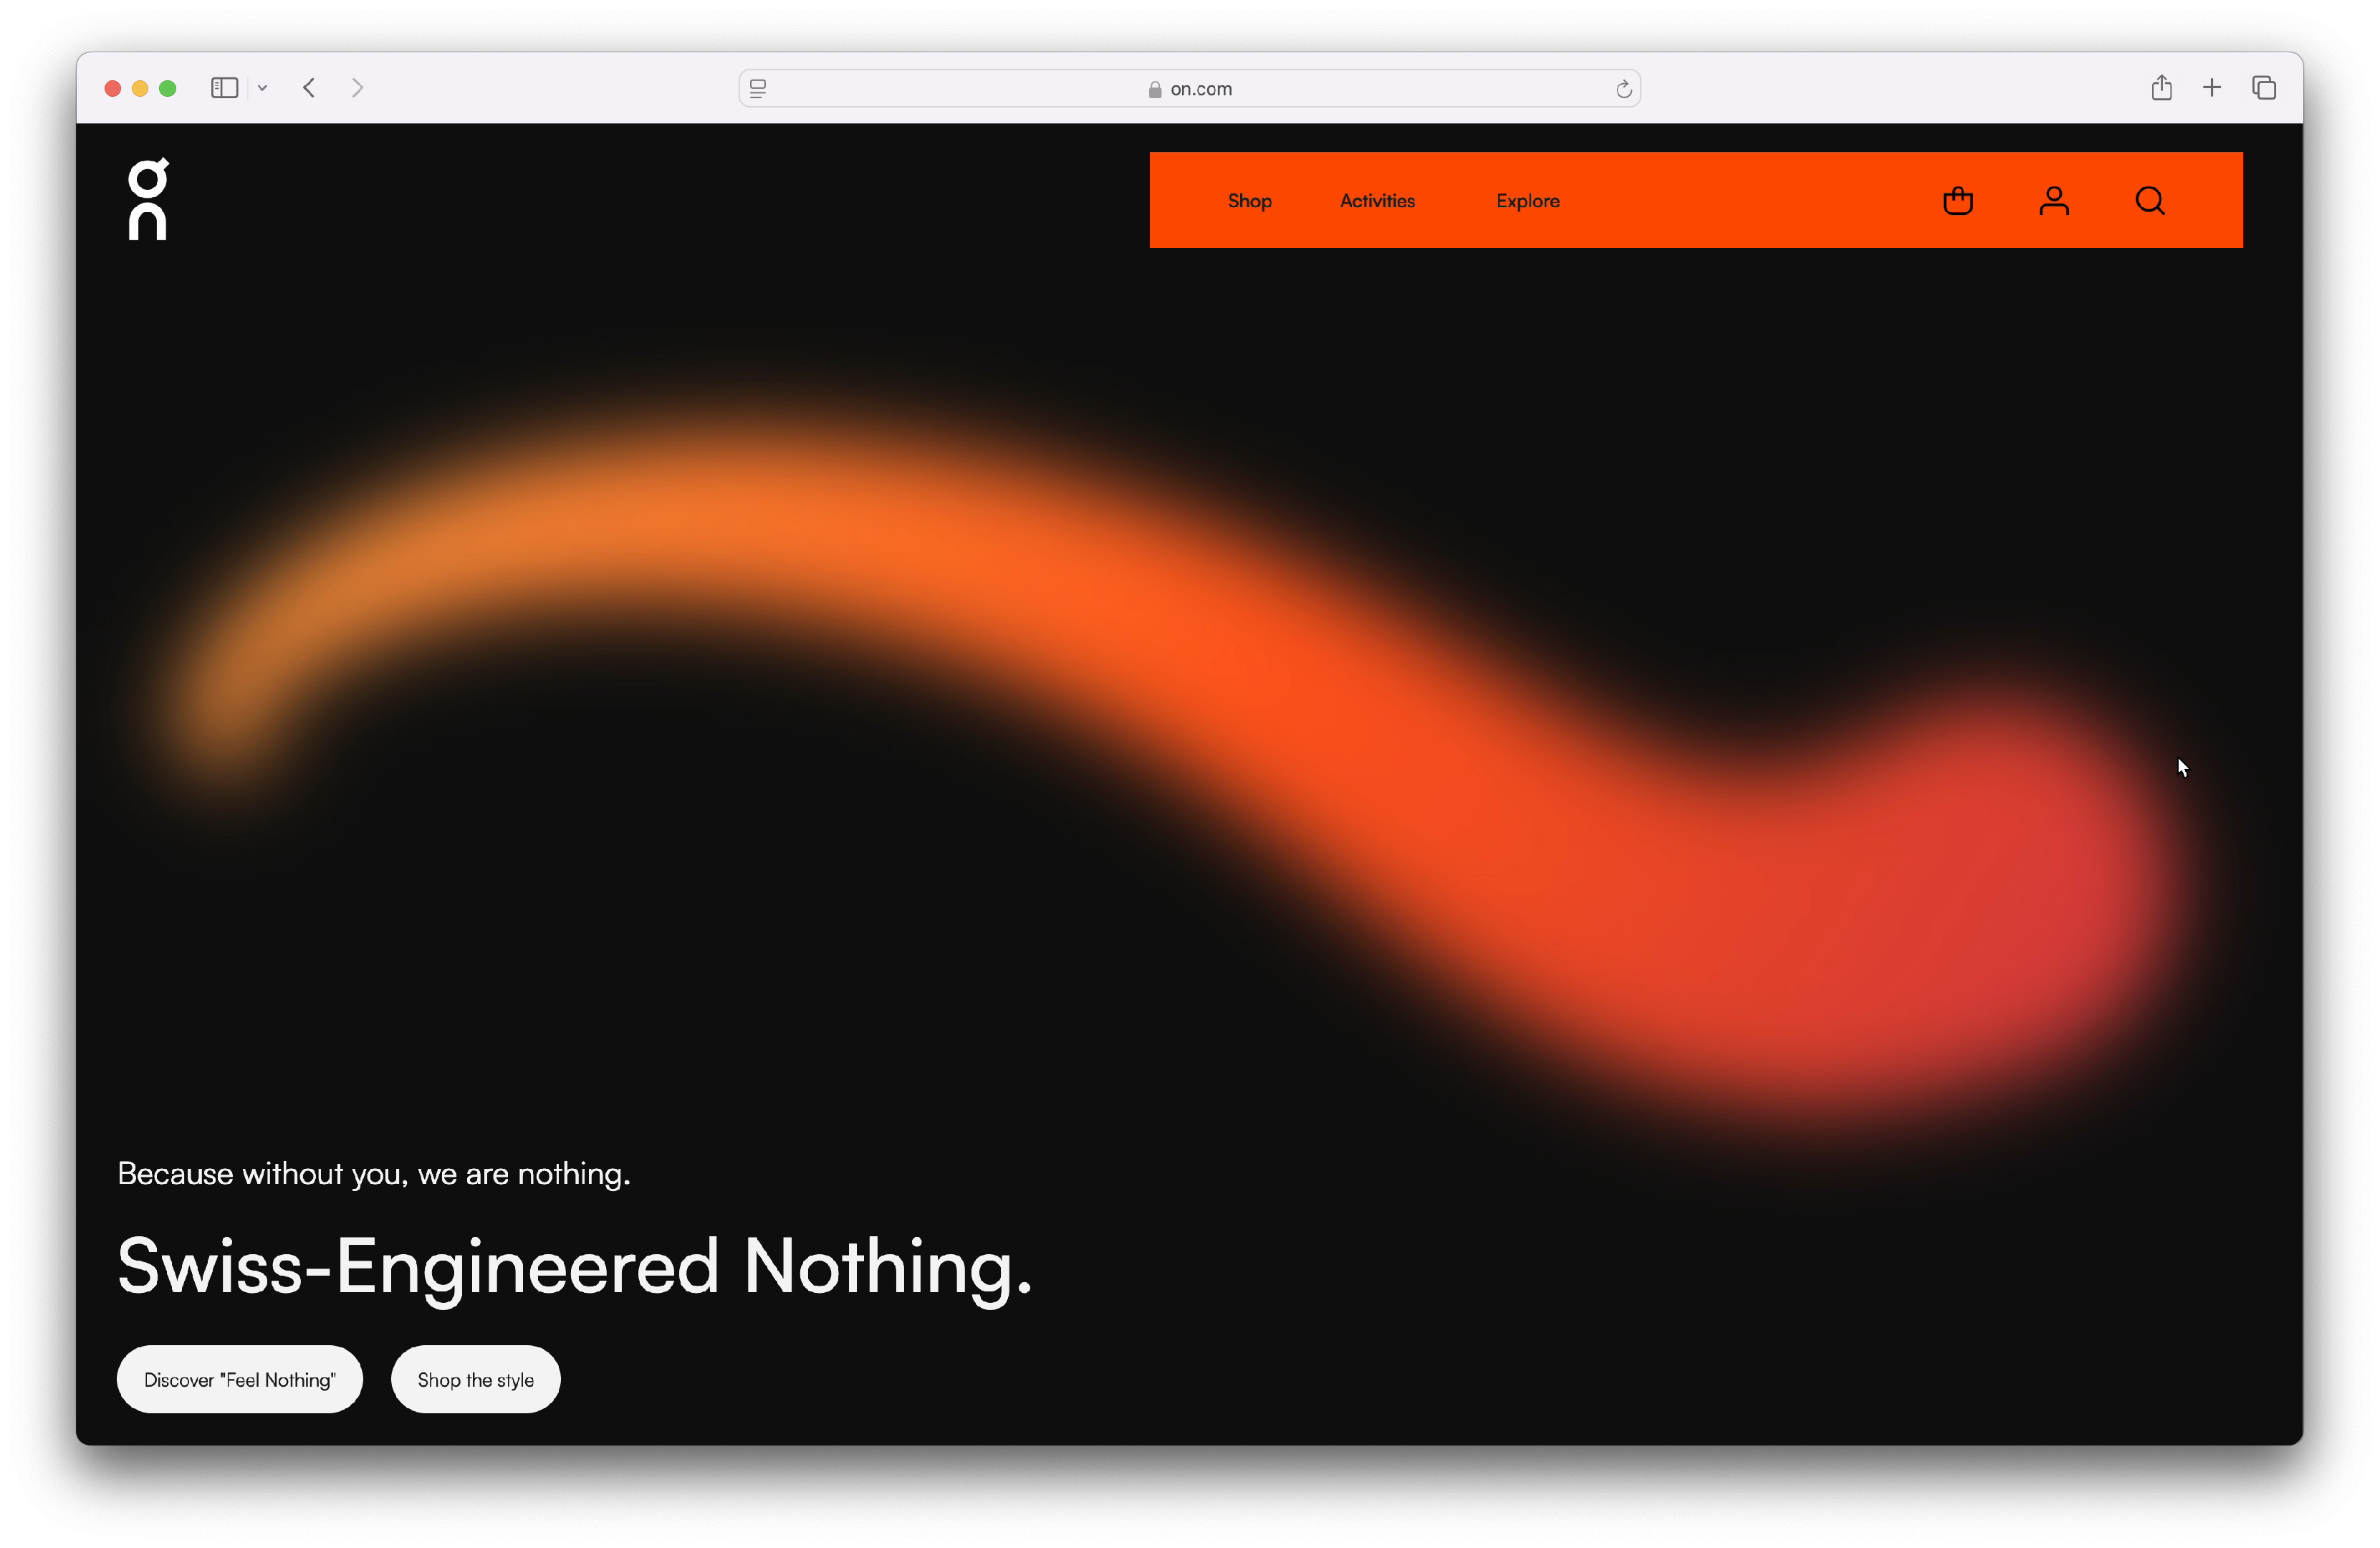 on.com
on
Shop Activities Explore
Because without you, we are nothing.
Swiss-Engineered Nothing.
Discover "Feel Nothing" Shop the style